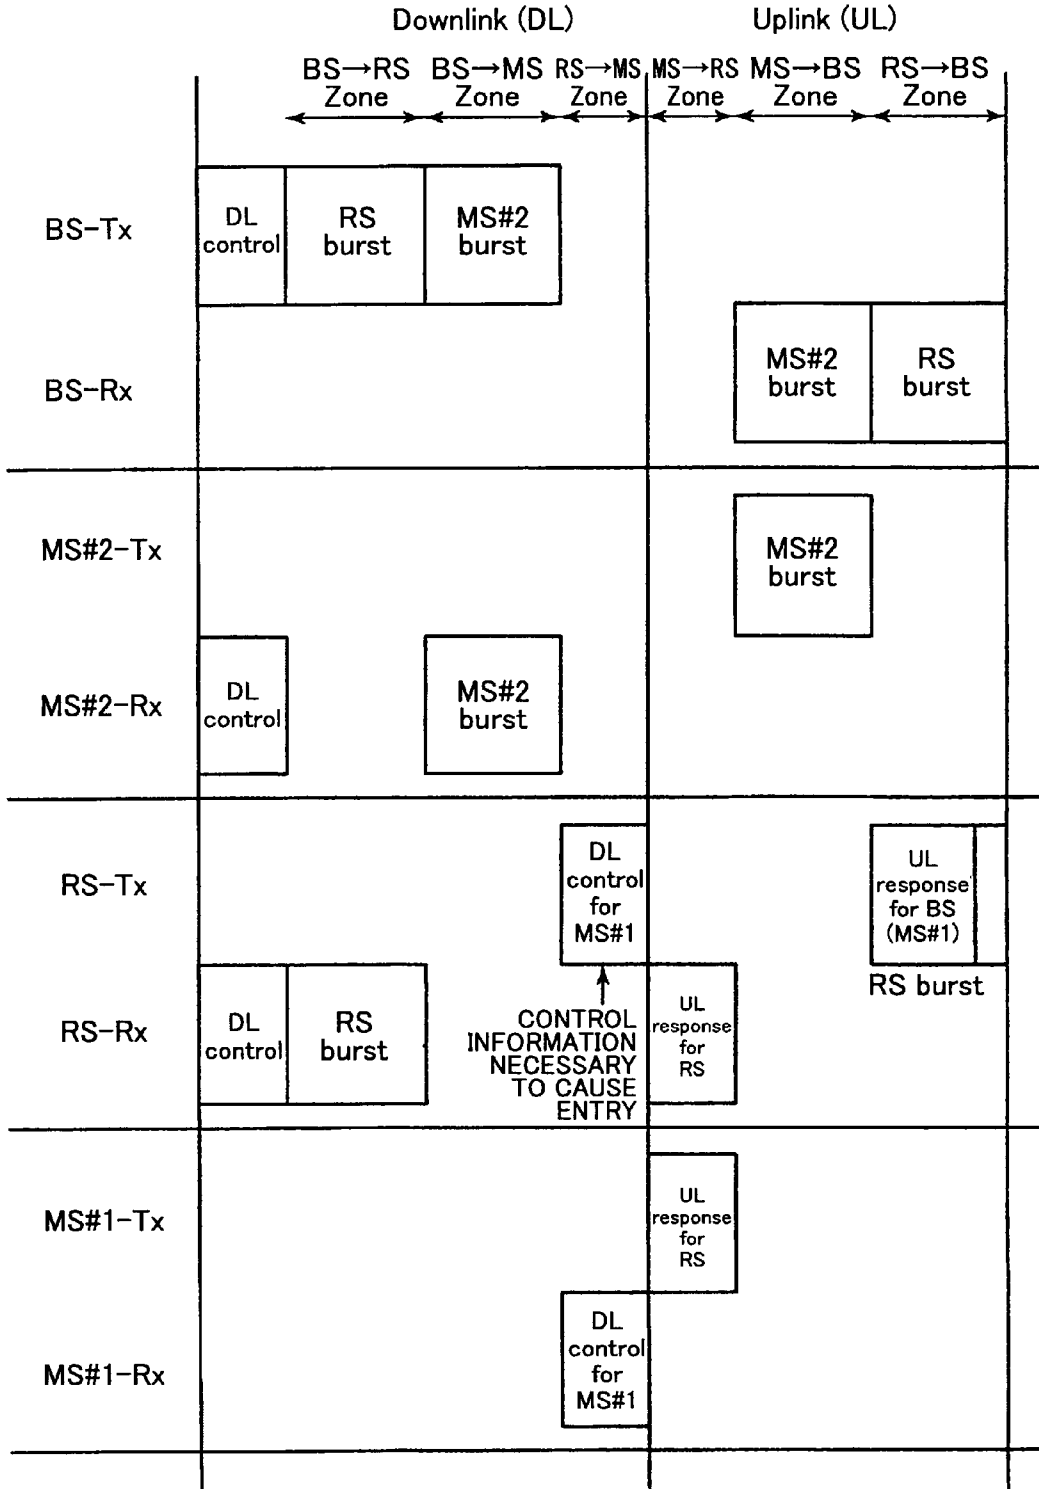 Downlink (DL)
Uplink (UL)
BS→RS
Zone
BS→MS
Zone
RS→MS
Zone
MS→RS
Zone
MS→BS
Zone
RS→BS
Zone
BS-Tx
DL
control
RS
burst
MS#2
burst
BS-Rx
MS#2
burst
RS
burst
MS#2-Tx
MS#2
burst
MS#2-Rx
DL
control
MS#2
burst
RS-Tx
DL
control
for
MS#1
UL
response
for BS
(MS#1)
RS burst
RS-Rx
DL
control
RS
burst
CONTROL
INFORMATION
NECESSARY
TO CAUSE
ENTRY
UL
response
for
RS
MS#1-Tx
UL
response
for
RS
MS#1-Rx
DL
control
for
MS#1